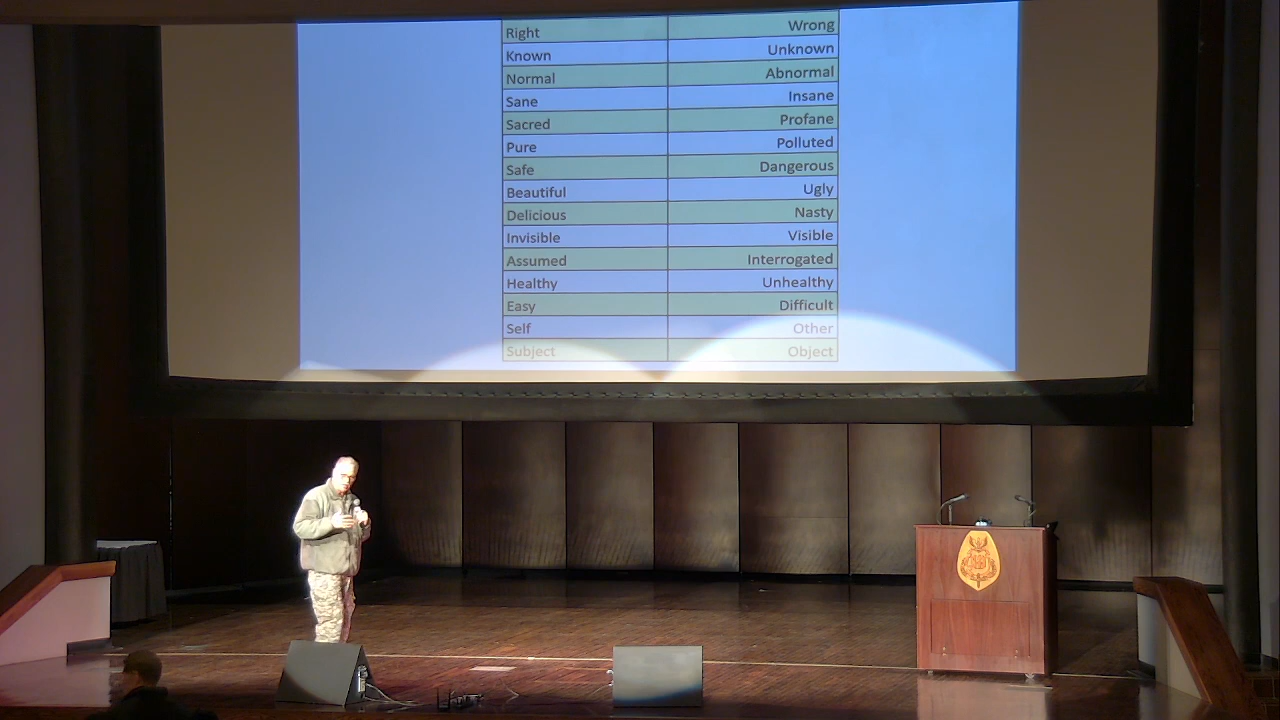 Right Wrong
Known Unknown
Normal Abnormal
Sane Insane
Sacred Profane
Pure Polluted
Safe Dangerous
Beautiful Ugly
Delicious Nasty
Invisible Visible
Assumed Interrogated
Healthy Unhealthy
Easy Difficult
Self Other
Subject Object